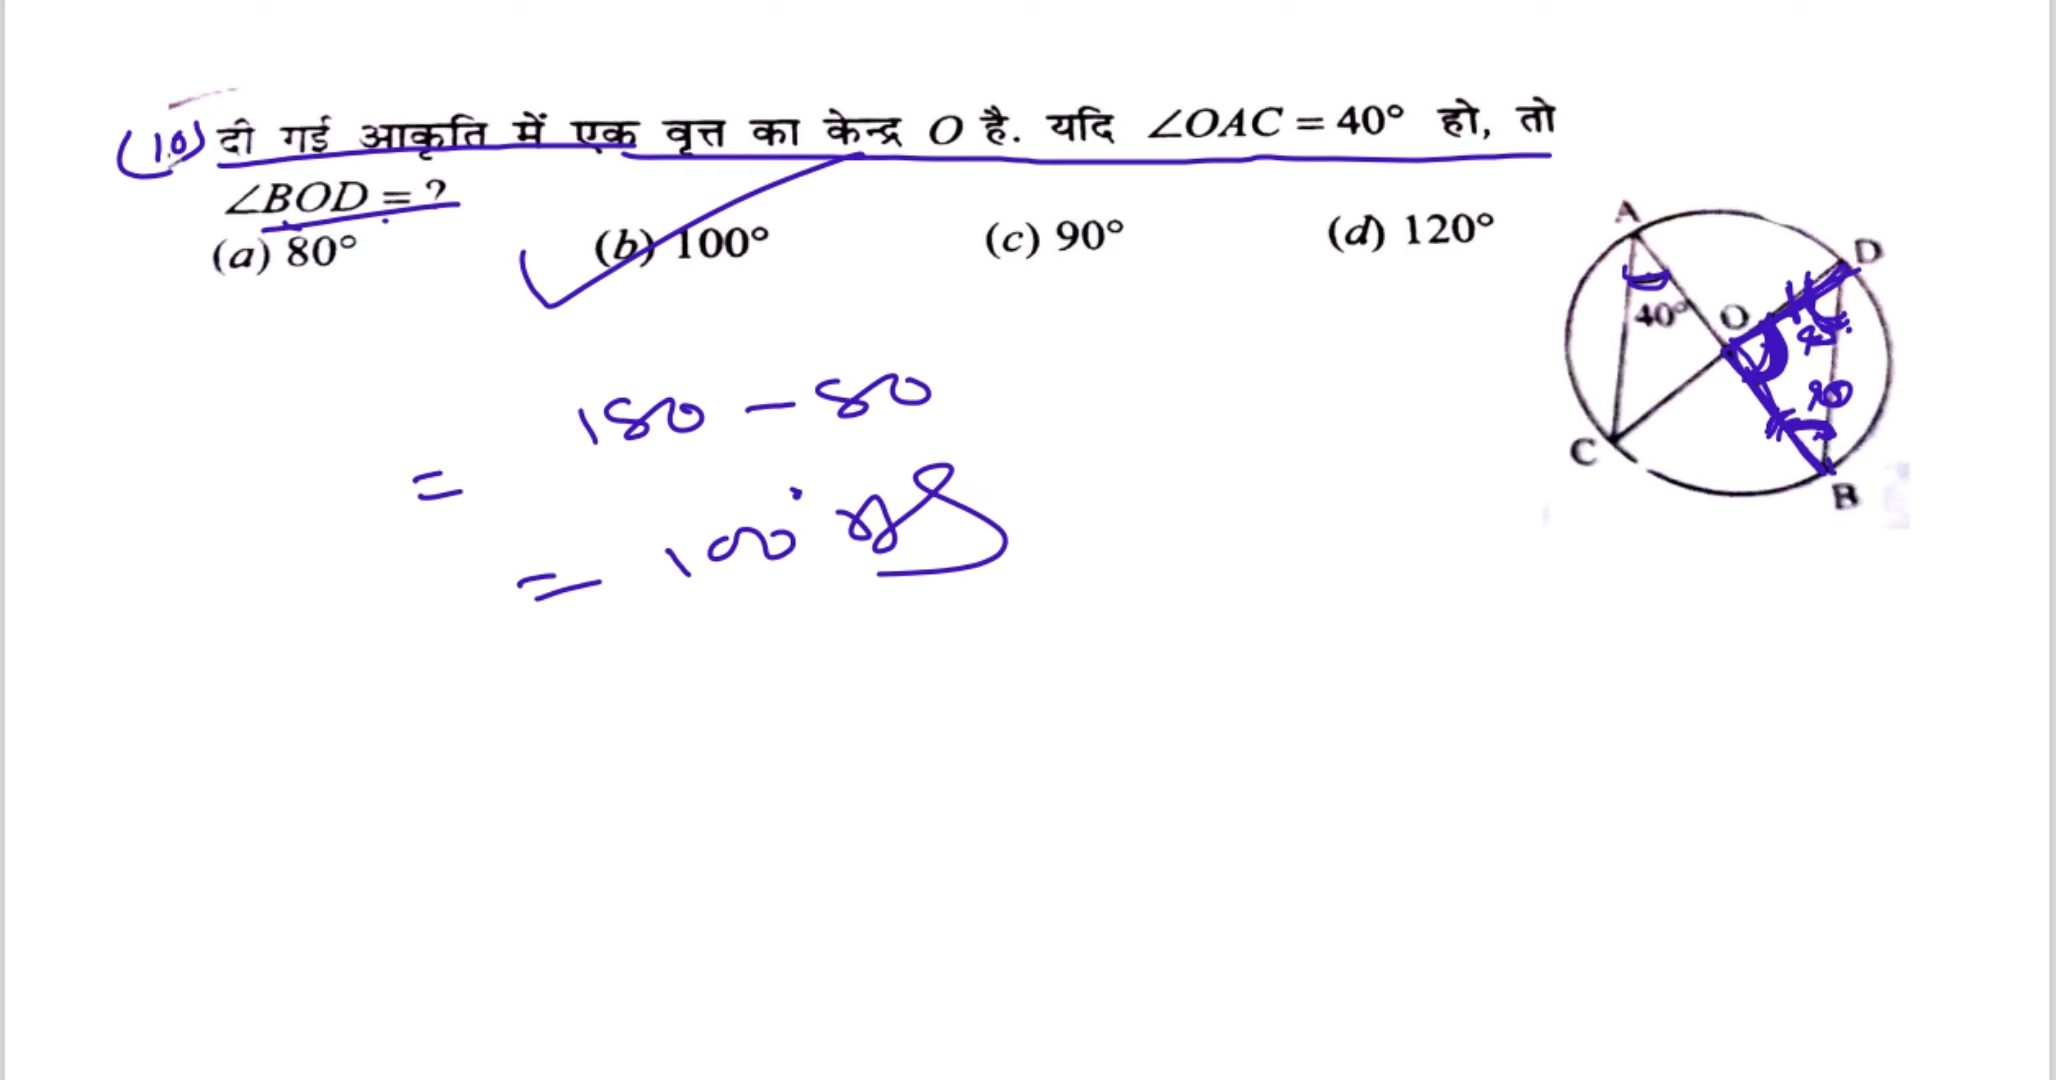 (10) दी गई आकृति में एक वृत्त का केन्द्र O है. यदि ∠OAC = 40° हो, तो
∠BOD = ?
(a) 80° (b) 100° (c) 90° (d) 120°
A
D
40° O
C
B
180 - 80
=
= 100°